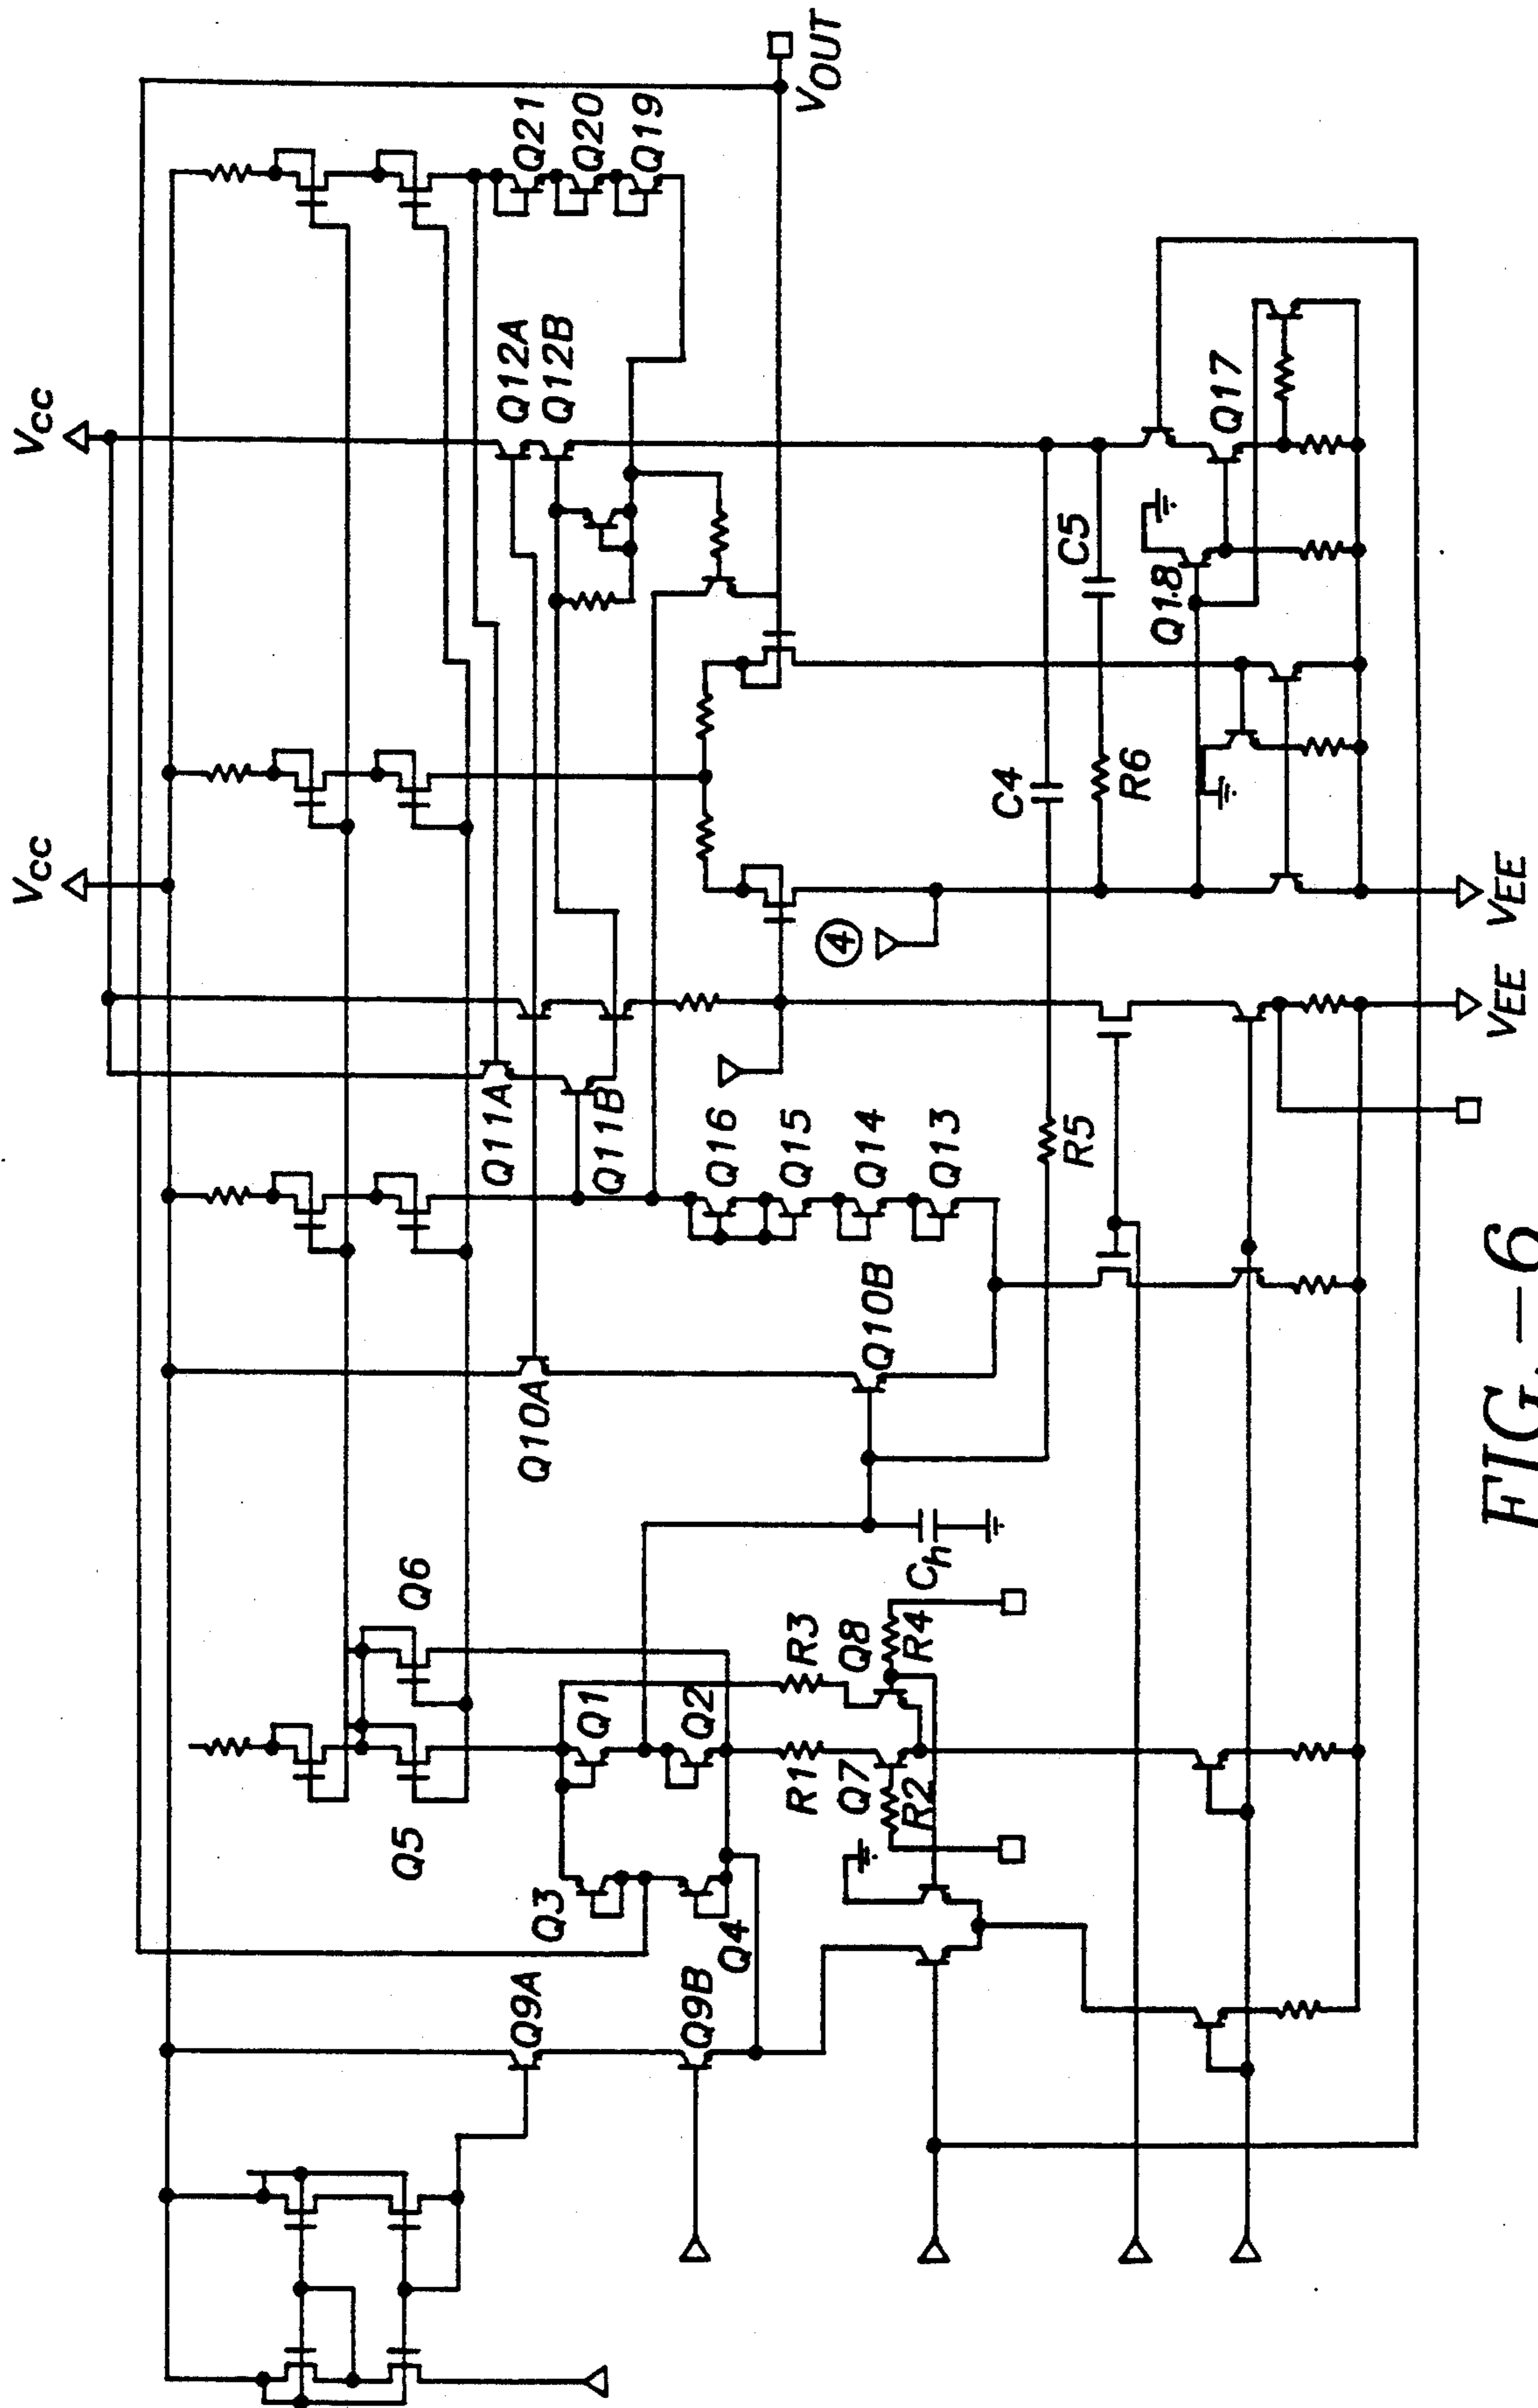 Vcc
Vcc
VOUT
Q21
Q20
Q19
Q12A
Q12B
Q11A
Q11B
Q10A
Q10B
Q16
Q15
Q14
Q13
Q6
Q5
Q1
Q2
Q3
Q4
Q9A
Q9B
R3
Q8
R4
R1
Q7
R2
Ch
R5
C4
C5
R6
4
Q18
Q17
VEE
VEE
FIG.—6